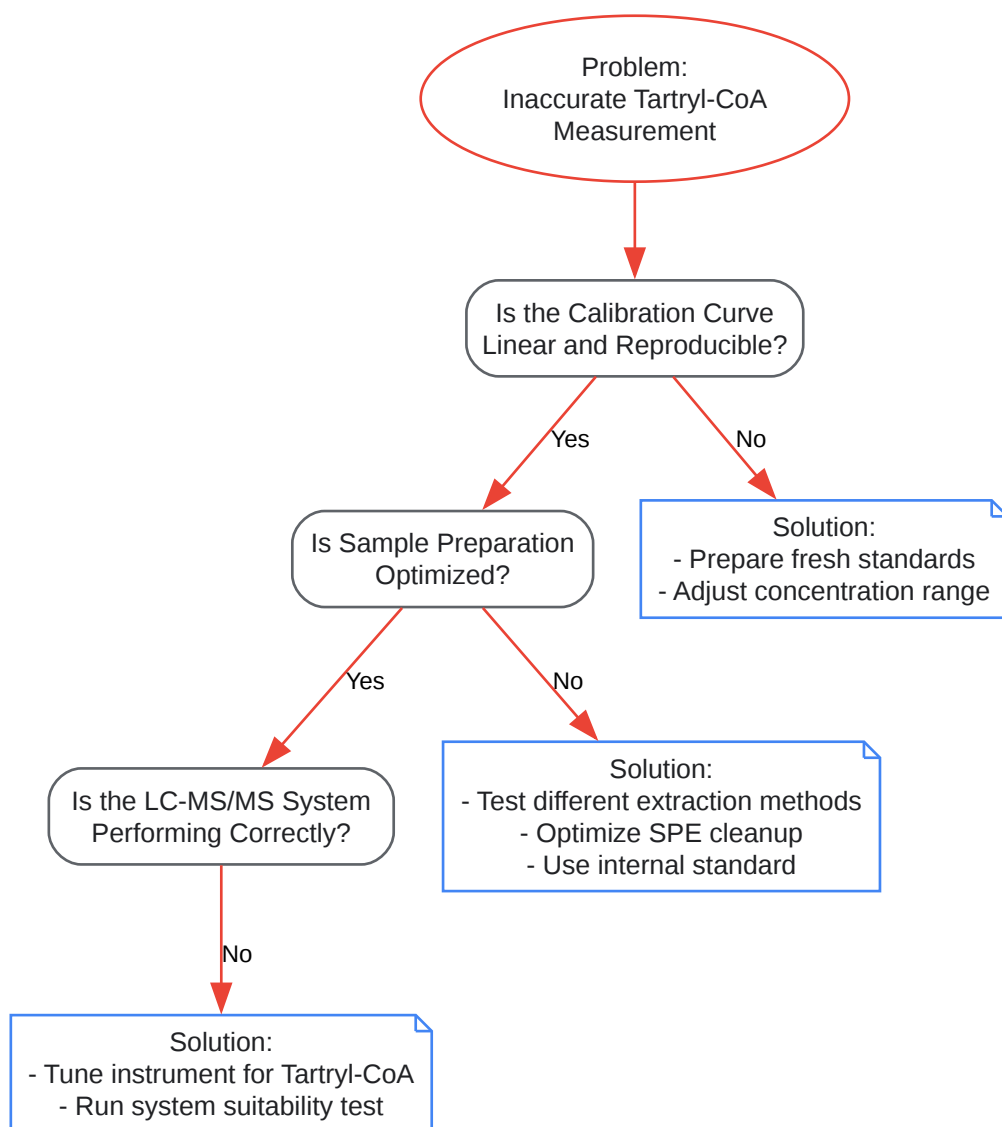 Problem:
Inaccurate Tartryl-CoA
Measurement
Is the Calibration Curve
Linear and Reproducible?
Yes
No
Is Sample Preparation
Optimized?
Solution:
- Prepare fresh standards
- Adjust concentration range
Yes
No
Is the LC-MS/MS System
Performing Correctly?
Solution:
- Test different extraction methods
- Optimize SPE cleanup
- Use internal standard
No
Solution:
- Tune instrument for Tartryl-CoA
- Run system suitability test